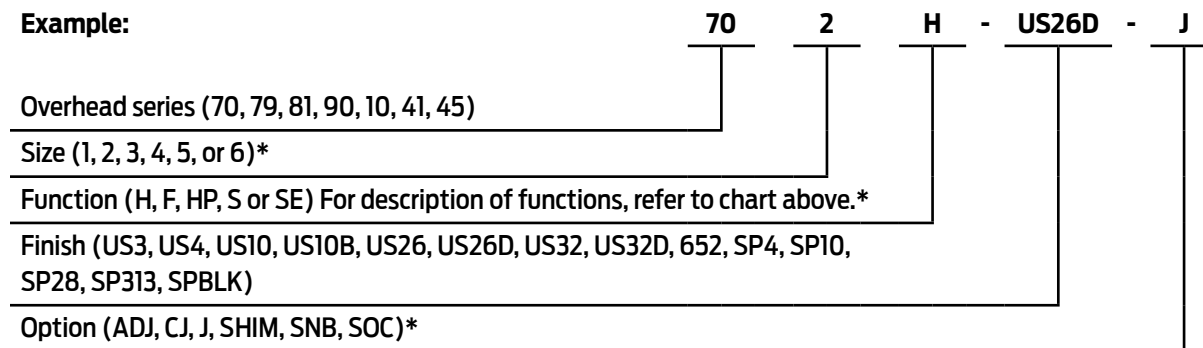 Example: 70 2 H - US26D - J
Overhead series (70, 79, 81, 90, 10, 41, 45)
Size (1, 2, 3, 4, 5, or 6)*
Function (H, F, HP, S or SE) For description of functions, refer to chart above.*
Finish (US3, US4, US10, US10B, US26, US26D, US32, US32D, 652, SP4, SP10,
SP28, SP313, SPBLK)
Option (ADJ, CJ, J, SHIM, SNB, SOC)*